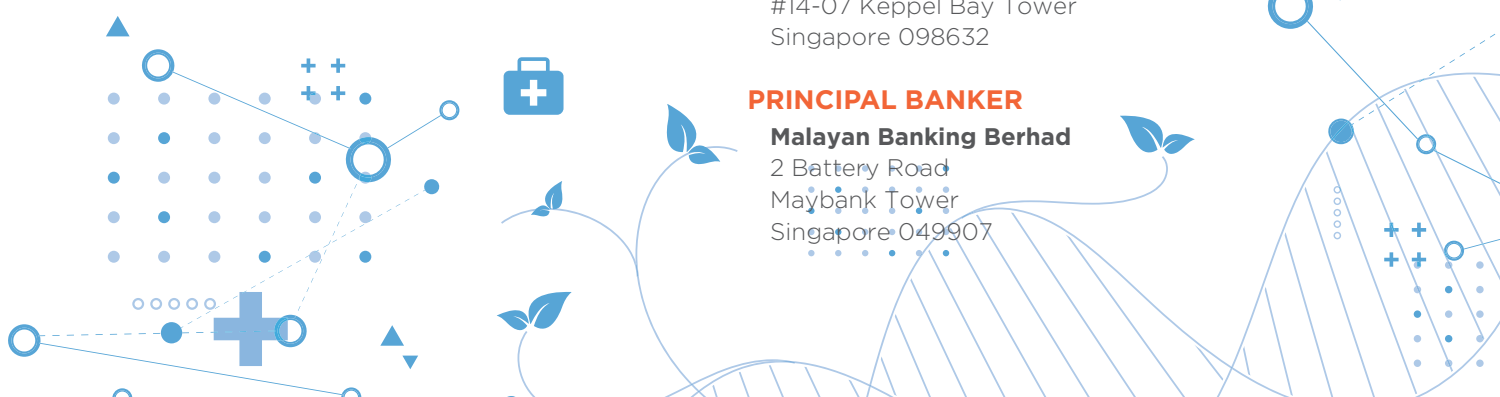 #14-07 Keppel Bay Tower
Singapore 098632
PRINCIPAL BANKER
Malayan Banking Berhad
2 Battery Road
Maybank Tower
Singapore 049907